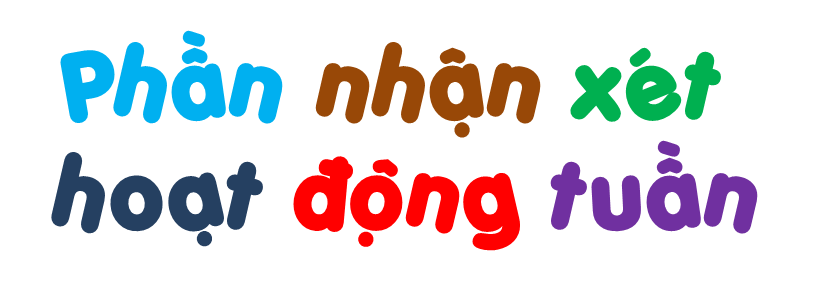 Phần nhận xét
hoạt động tuần